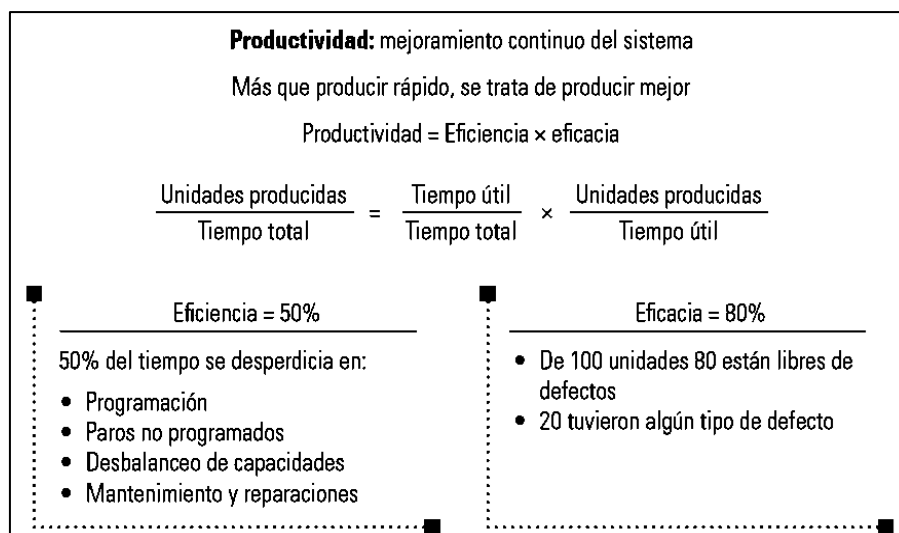 Productividad: mejoramiento continuo del sistema
Más que producir rápido, se trata de producir mejor
Productividad = Eficiencia × eficacia
Unidades producidas / Tiempo total = Tiempo útil / Tiempo total × Unidades producidas / Tiempo útil
Eficiencia = 50%
50% del tiempo se desperdicia en:
• Programación
• Paros no programados
• Desbalanceo de capacidades
• Mantenimiento y reparaciones
Eficacia = 80%
• De 100 unidades 80 están libres de
defectos
• 20 tuvieron algún tipo de defecto